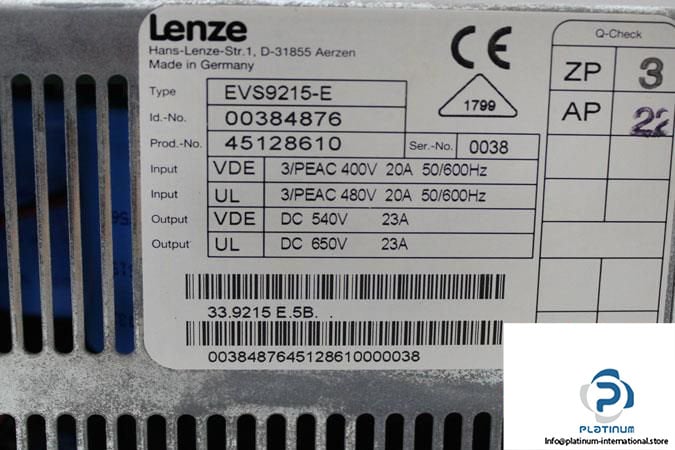 Lenze
Hans-Lenze-Str.1, D-31855 Aerzen
Made in Germany
CE
1799
Q-Check
ZP 3
AP 22
Type EVS9215-E
Id.-No. 00384876
Prod.-No. 45128610 Ser.-No. 0038
Input VDE 3/PEAC 400V 20A 50/600Hz
Input UL 3/PEAC 480V 20A 50/600Hz
Output VDE DC 540V 23A
Output UL DC 650V 23A
33.9215 E.5B.
0038487645128610000038
PLATINUM
Info@platinum-international.store